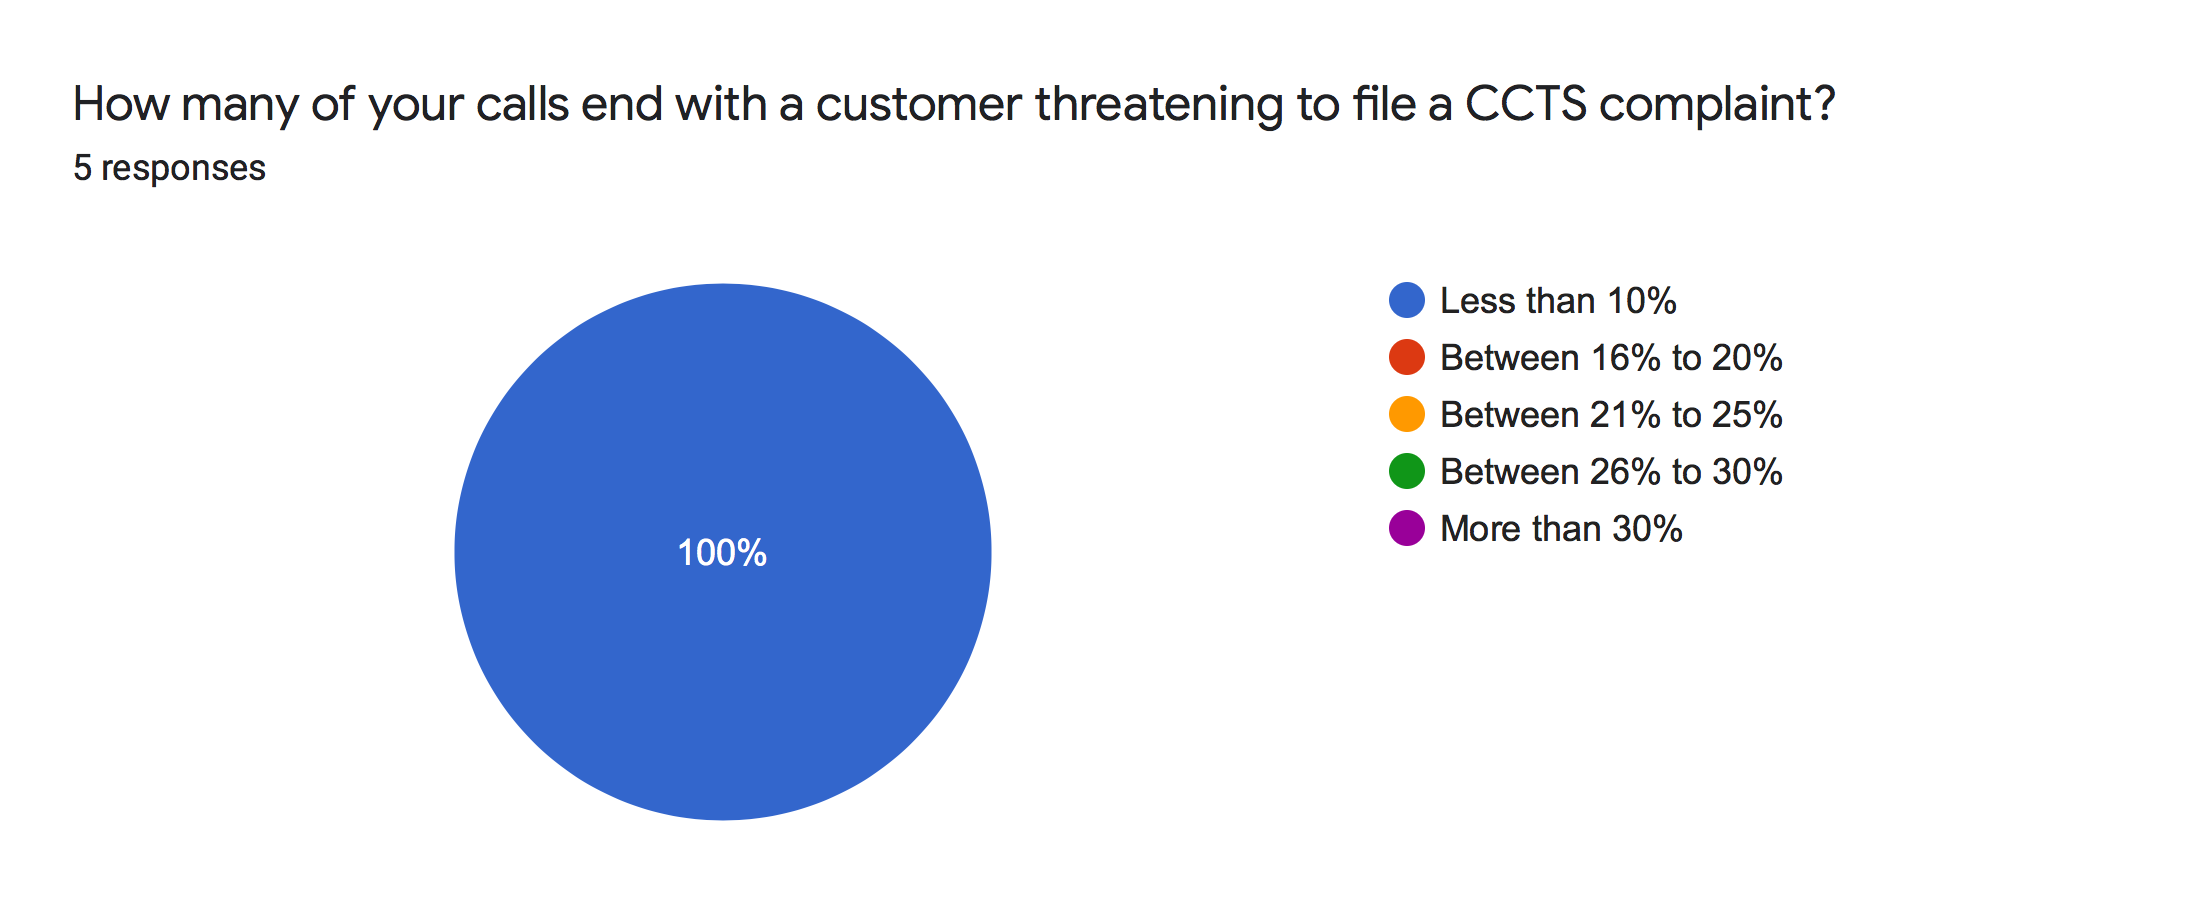 How many of your calls end with a customer threatening to file a CCTS complaint?
5 responses
100%
Less than 10%
Between 16% to 20%
Between 21% to 25%
Between 26% to 30%
More than 30%